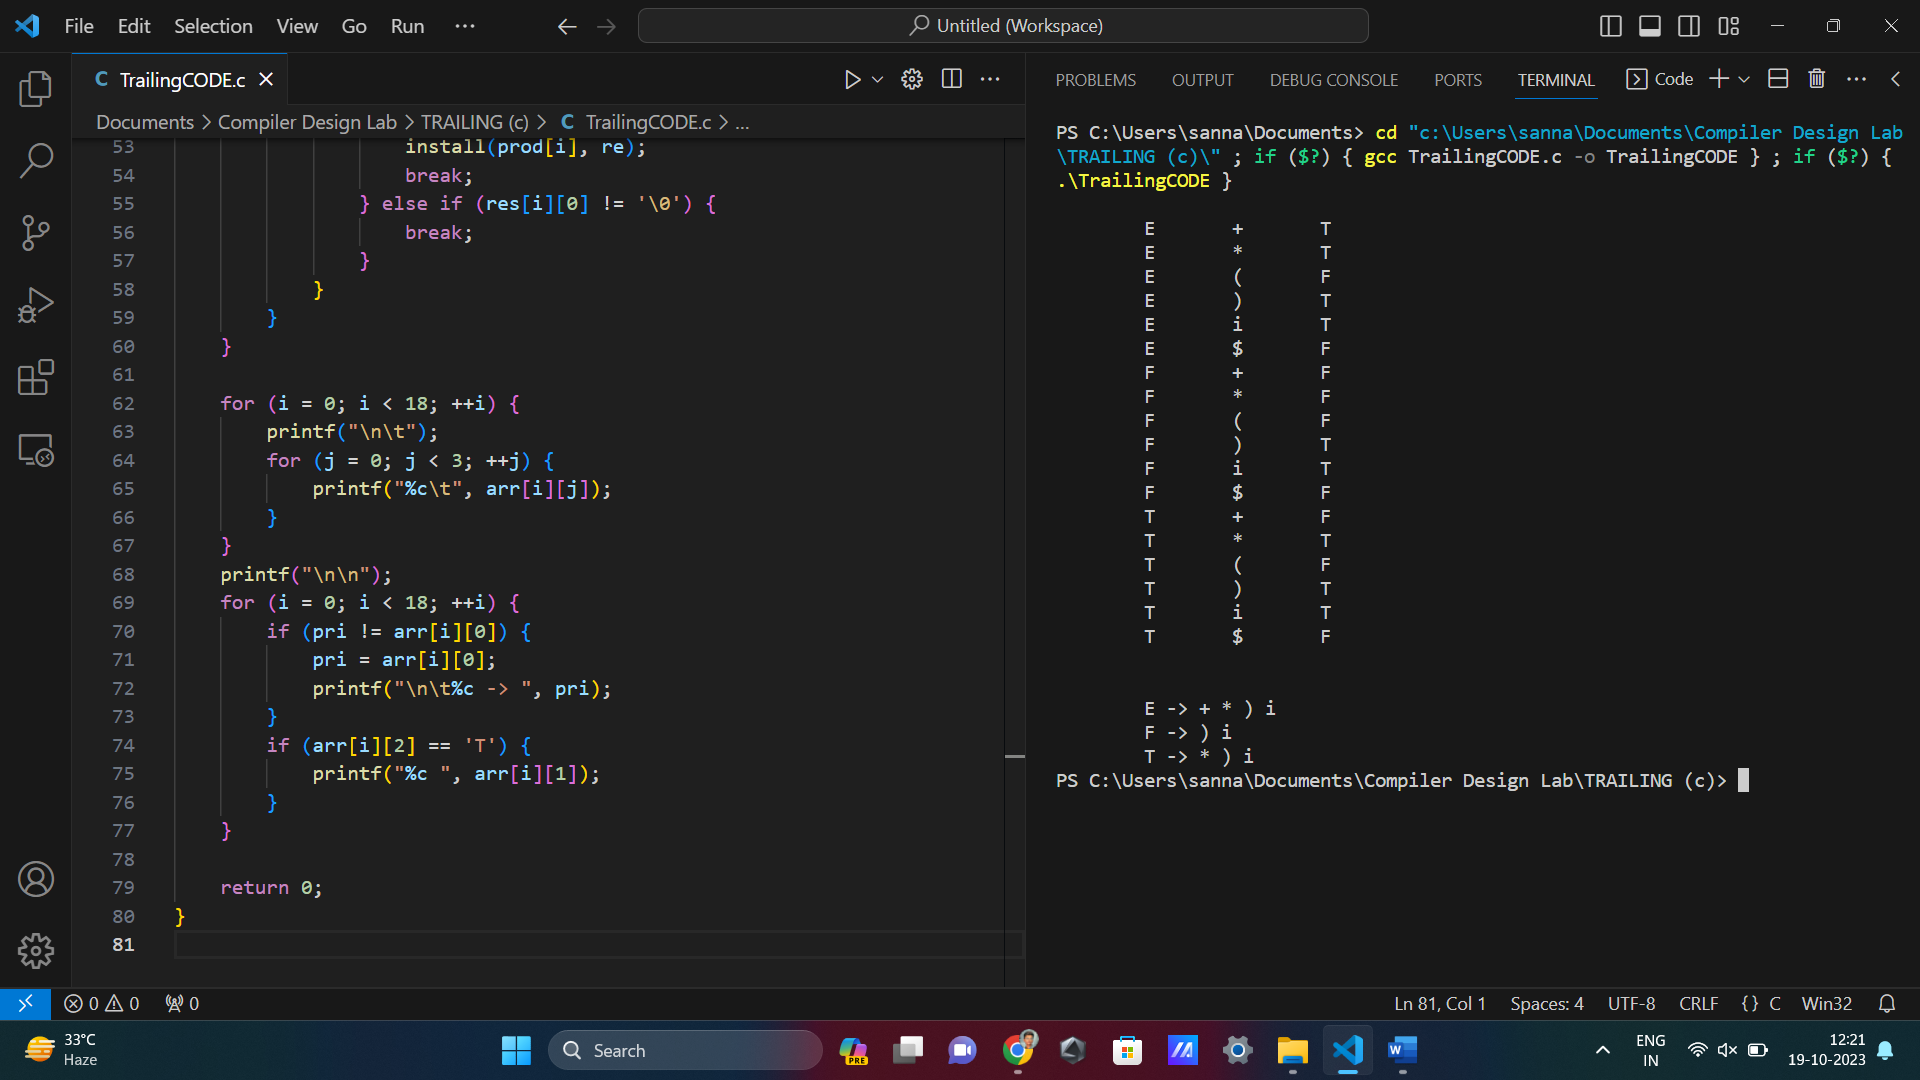 File Edit Selection View Go Run ··· Untitled (Workspace)
C TrailingCODE.c
Documents > Compiler Design Lab > TRAILING (c) > C TrailingCODE.c > ...
53 install(prod[i], re);
54 break;
55 } else if (res[i][0] != '\0') {
56 break;
57 }
58 }
59 }
60 }
61
62 for (i = 0; i < 18; ++i) {
63 printf("\n\t");
64 for (j = 0; j < 3; ++j) {
65 printf("%c\t", arr[i][j]);
66 }
67 }
68 printf("\n\n");
69 for (i = 0; i < 18; ++i) {
70 if (pri != arr[i][0]) {
71 pri = arr[i][0];
72 printf("\n\t%c -> ", pri);
73 }
74 if (arr[i][2] == 'T') {
75 printf("%c ", arr[i][1]);
76 }
77 }
78
79 return 0;
80 }
81
PROBLEMS OUTPUT DEBUG CONSOLE PORTS TERMINAL Code
PS C:\Users\sanna\Documents> cd "c:\Users\sanna\Documents\Compiler Design Lab
\TRAILING (c)\" ; if ($?) { gcc TrailingCODE.c -o TrailingCODE } ; if ($?) {
.\TrailingCODE }
E + T
E * T
E ( F
E ) T
E i T
E $ F
F + F
F * F
F ( F
F ) T
F i T
F $ F
T + F
T * T
T ( F
T ) T
T i T
T $ F
E -> + * ) i
F -> ) i
T -> * ) i
PS C:\Users\sanna\Documents\Compiler Design Lab\TRAILING (c)>
0 0 0 Ln 81, Col 1 Spaces: 4 UTF-8 CRLF {} C Win32
33°C
Haze
Search
PRE
W
ENG
IN
12:21
19-10-2023